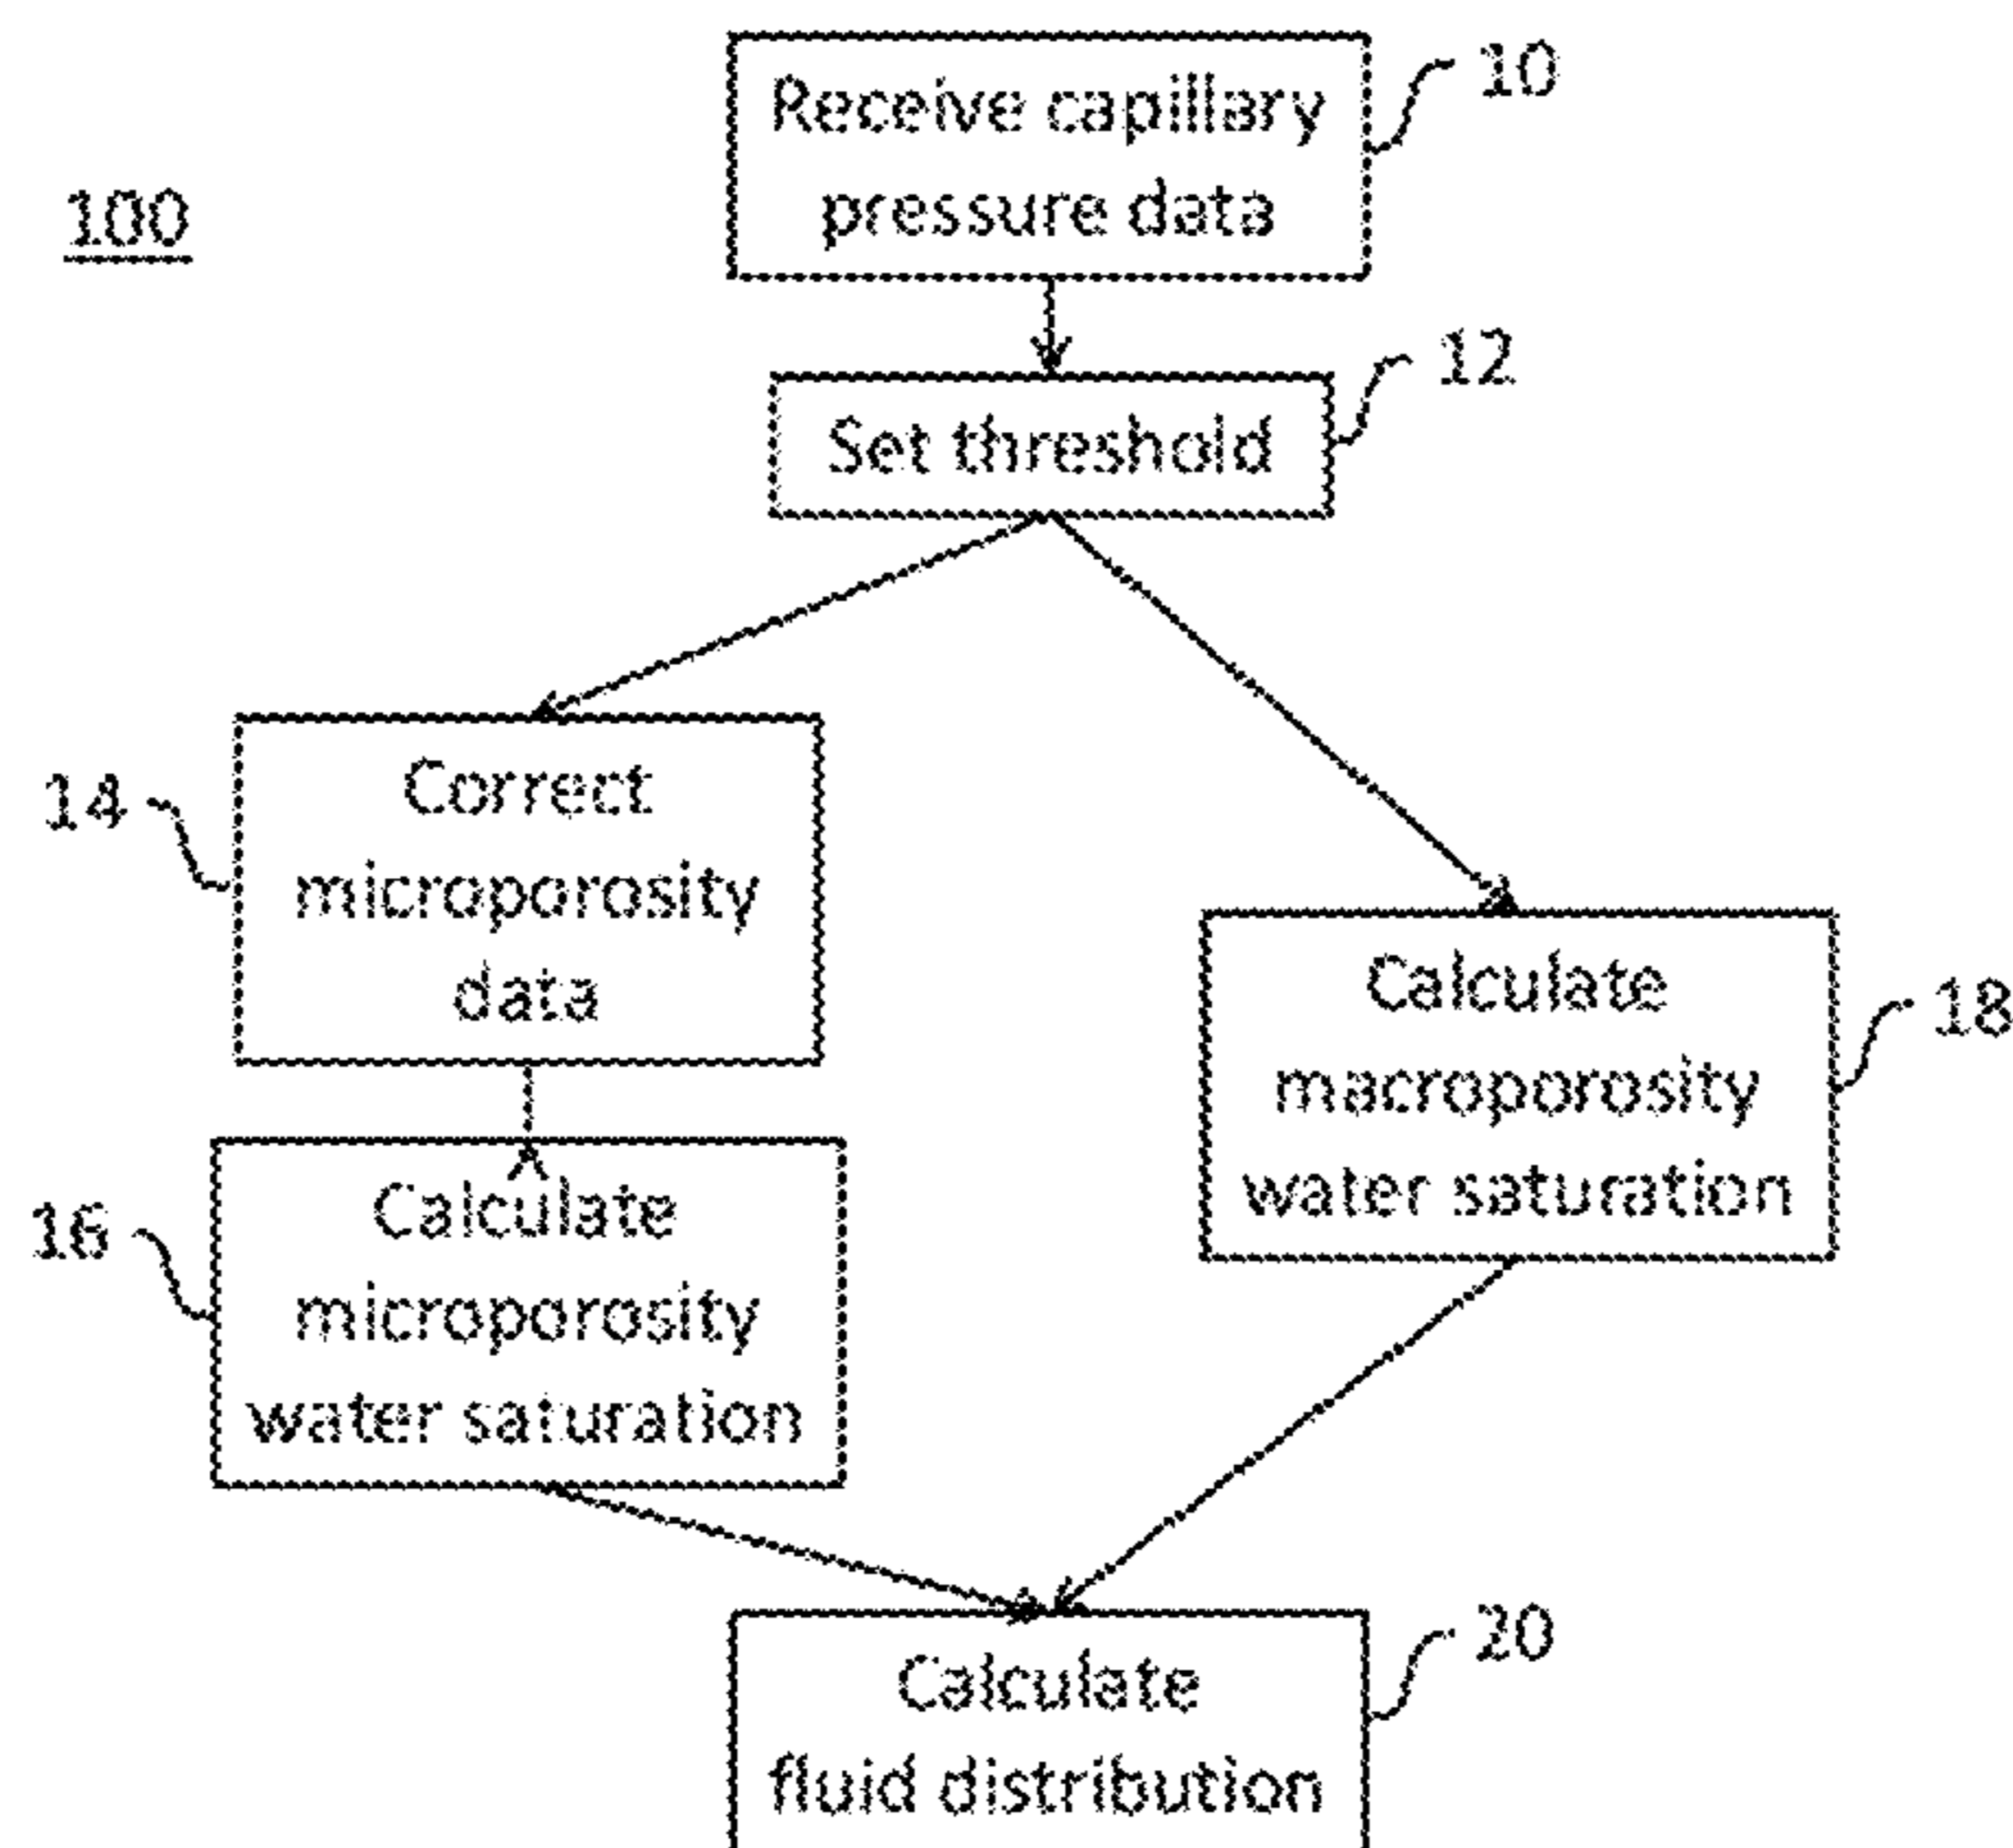 Receive capillary
pressure data
10
100
Set threshold
12
Correct
microporosity
data
14
Calculate
macroporosity
water saturation
18
Calculate
microporosity
water saturation
16
Calculate
fluid distribution
20